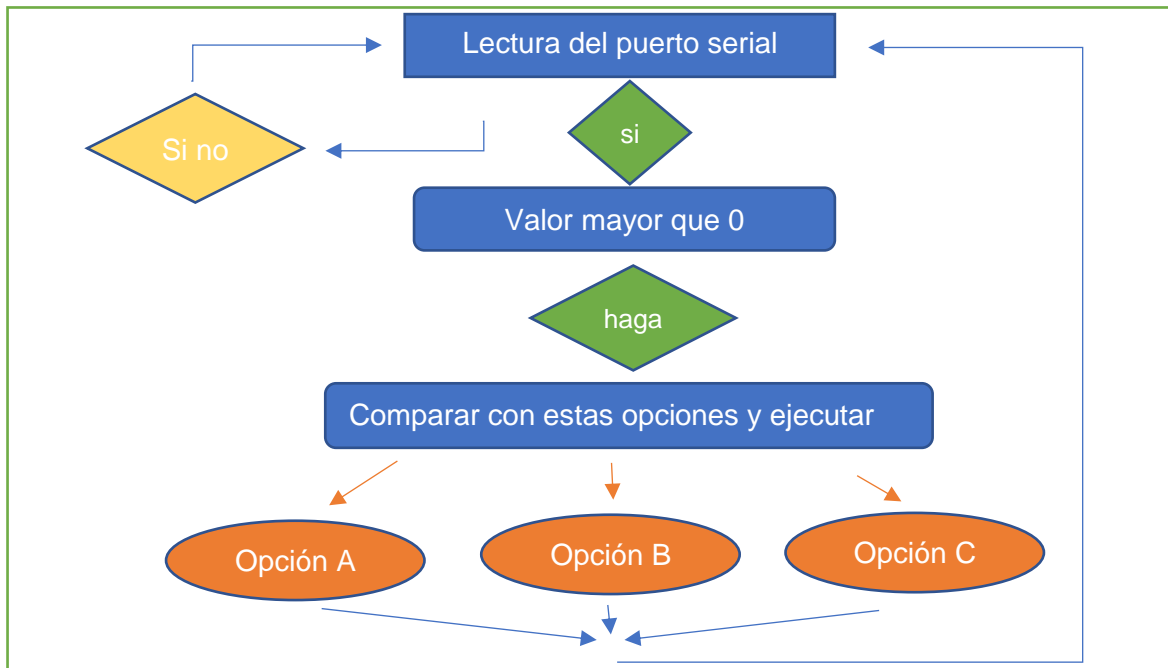 Lectura del puerto serial
si
Si no
Valor mayor que 0
haga
Comparar con estas opciones y ejecutar
Opción A
Opción B
Opción C